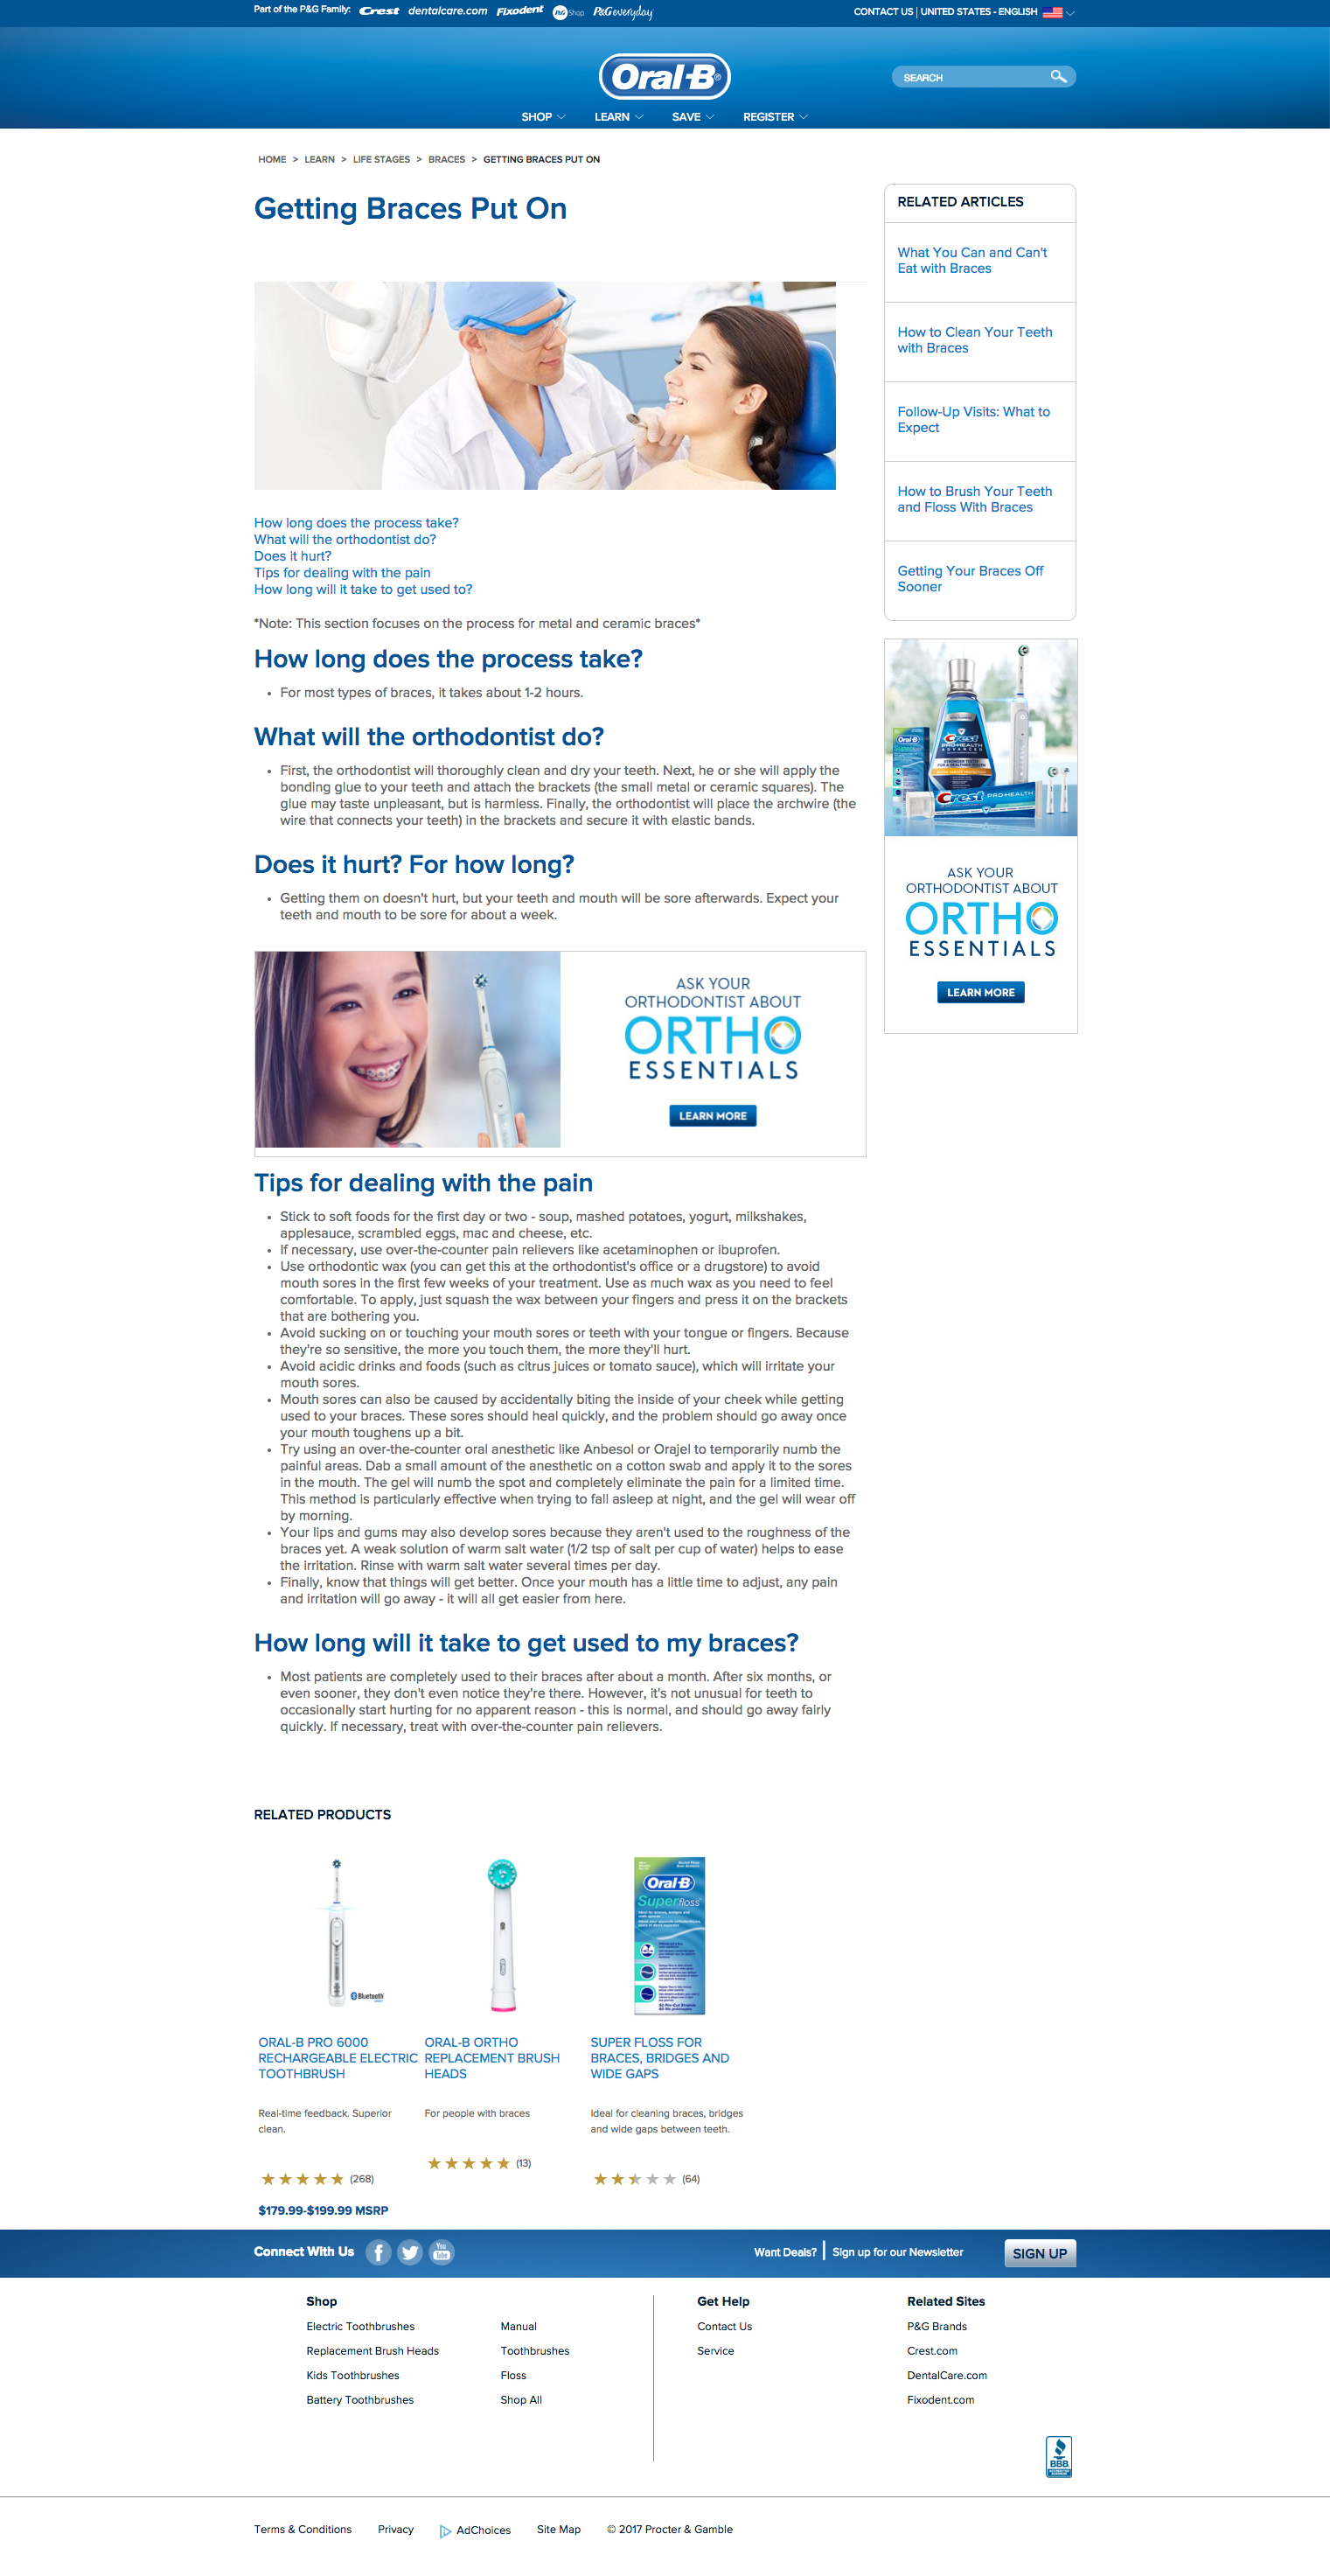 Part of the P&G Family: Crest dentalcare.com Fixodent P&G Shop P&G everyday
CONTACT US | UNITED STATES - ENGLISH
Oral-B®
SEARCH
SHOP LEARN SAVE REGISTER
HOME > LEARN > LIFE STAGES > BRACES > GETTING BRACES PUT ON
Getting Braces Put On
How long does the process take?
What will the orthodontist do?
Does it hurt?
Tips for dealing with the pain
How long will it take to get used to?
*Note: This section focuses on the process for metal and ceramic braces*
How long does the process take?
• For most types of braces, it takes about 1-2 hours.
What will the orthodontist do?
• First, the orthodontist will thoroughly clean and dry your teeth. Next, he or she will apply the
bonding glue to your teeth and attach the brackets (the small metal or ceramic squares). The
glue may taste unpleasant, but is harmless. Finally, the orthodontist will place the archwire (the
wire that connects your teeth) in the brackets and secure it with elastic bands.
Does it hurt? For how long?
• Getting them on doesn't hurt, but your teeth and mouth will be sore afterwards. Expect your
teeth and mouth to be sore for about a week.
ASK YOUR
ORTHODONTIST ABOUT
ORTHO
ESSENTIALS
LEARN MORE
Tips for dealing with the pain
• Stick to soft foods for the first day or two - soup, mashed potatoes, yogurt, milkshakes,
applesauce, scrambled eggs, mac and cheese, etc.
• If necessary, use over-the-counter pain relievers like acetaminophen or ibuprofen.
• Use orthodontic wax (you can get this at the orthodontist's office or a drugstore) to avoid
mouth sores in the first few weeks of your treatment. Use as much wax as you need to feel
comfortable. To apply, just squash the wax between your fingers and press it on the brackets
that are bothering you.
• Avoid sucking on or touching your mouth sores or teeth with your tongue or fingers. Because
they're so sensitive, the more you touch them, the more they'll hurt.
• Avoid acidic drinks and foods (such as citrus juices or tomato sauce), which will irritate your
mouth sores.
• Mouth sores can also be caused by accidentally biting the inside of your cheek while getting
used to your braces. These sores should heal quickly, and the problem should go away once
your mouth toughens up a bit.
• Try using an over-the-counter oral anesthetic like Anbesol or Orajel to temporarily numb the
painful areas. Dab a small amount of the anesthetic on a cotton swab and apply it to the sores
in the mouth. The gel will numb the spot and completely eliminate the pain for a limited time.
This method is particularly effective when trying to fall asleep at night, and the gel will wear off
by morning.
• Your lips and gums may also develop sores because they aren't used to the roughness of the
braces yet. A weak solution of warm salt water (1/2 tsp of salt per cup of water) helps to ease
the irritation. Rinse with warm salt water several times per day.
• Finally, know that things will get better. Once your mouth has a little time to adjust, any pain
and irritation will go away - it will all get easier from here.
How long will it take to get used to my braces?
• Most patients are completely used to their braces after about a month. After six months, or
even sooner, they don't even notice they're there. However, it's not unusual for teeth to
occasionally start hurting for no apparent reason - this is normal, and should go away fairly
quickly. If necessary, treat with over-the-counter pain relievers.
RELATED ARTICLES
What You Can and Can't
Eat with Braces
How to Clean Your Teeth
with Braces
Follow-Up Visits: What to
Expect
How to Brush Your Teeth
and Floss With Braces
Getting Your Braces Off
Sooner
Oral-B
Crest
PRO-HEALTH
ADVANCED
Crest PRO-HEALTH
ASK YOUR
ORTHODONTIST ABOUT
ORTHO
ESSENTIALS
LEARN MORE
RELATED PRODUCTS
Bluetooth
Oral-B
Superfloss
ORAL-B PRO 6000
RECHARGEABLE ELECTRIC
TOOTHBRUSH
Real-time feedback. Superior
clean.
(268)
$179.99-$199.99 MSRP
ORAL-B ORTHO
REPLACEMENT BRUSH
HEADS
For people with braces
(13)
SUPER FLOSS FOR
BRACES, BRIDGES AND
WIDE GAPS
Ideal for cleaning braces, bridges
and wide gaps between teeth.
(64)
Connect With Us
You
Tube
Want Deals? | Sign up for our Newsletter
SIGN UP
Shop
Electric Toothbrushes
Replacement Brush Heads
Kids Toothbrushes
Battery Toothbrushes
Manual
Toothbrushes
Floss
Shop All
Get Help
Contact Us
Service
Related Sites
P&G Brands
Crest.com
DentalCare.com
Fixodent.com
BBB
Terms & Conditions
Privacy
AdChoices
Site Map
© 2017 Procter & Gamble